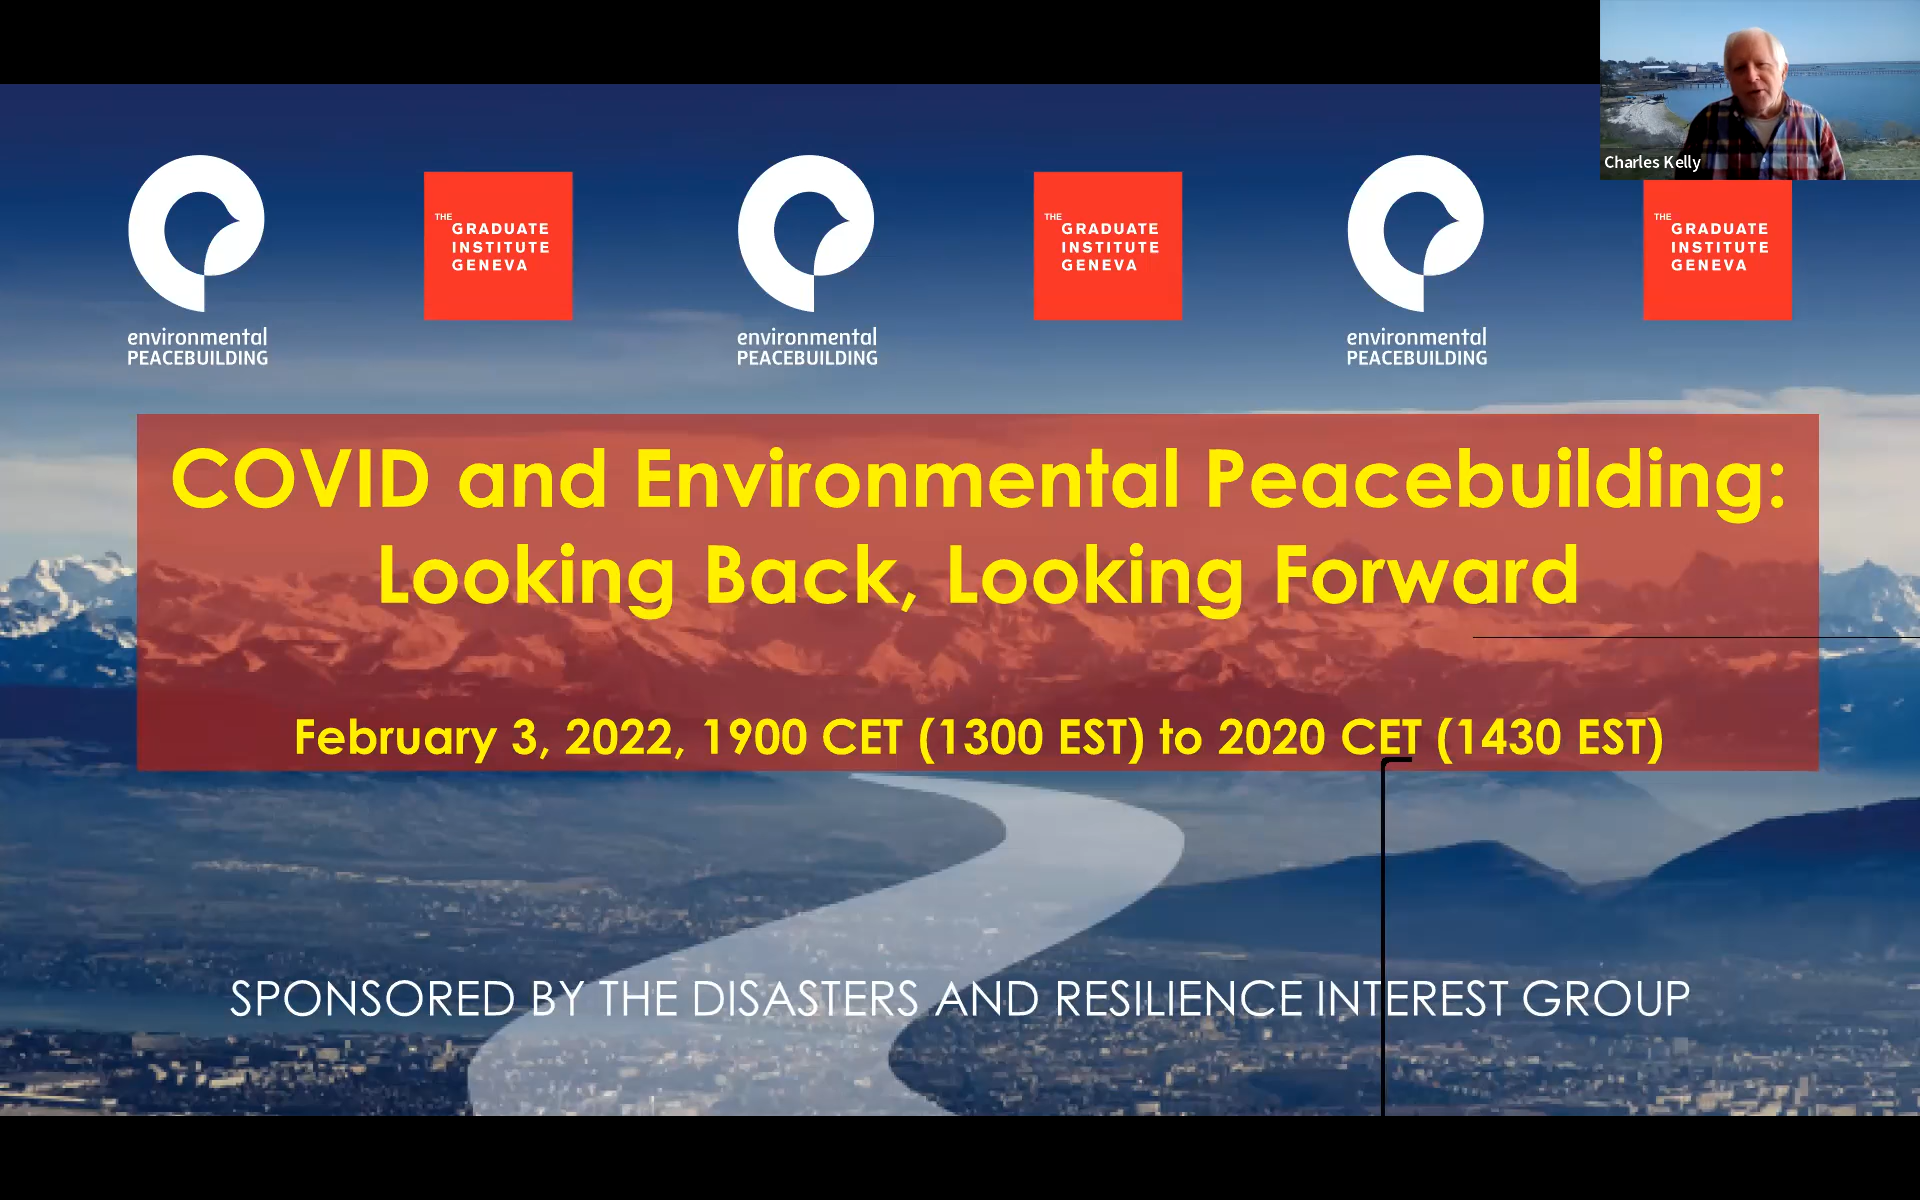 Charles Kelly
THE
GRADUATE
INSTITUTE
GENEVA
THE
GRADUATE
INSTITUTE
GENEVA
THE
GRADUATE
INSTITUTE
GENEVA
environmental
PEACEBUILDING
environmental
PEACEBUILDING
environmental
PEACEBUILDING
COVID and Environmental Peacebuilding:
Looking Back, Looking Forward
February 3, 2022, 1900 CET (1300 EST) to 2020 CET (1430 EST)
SPONSORED BY THE DISASTERS AND RESILIENCE INTEREST GROUP